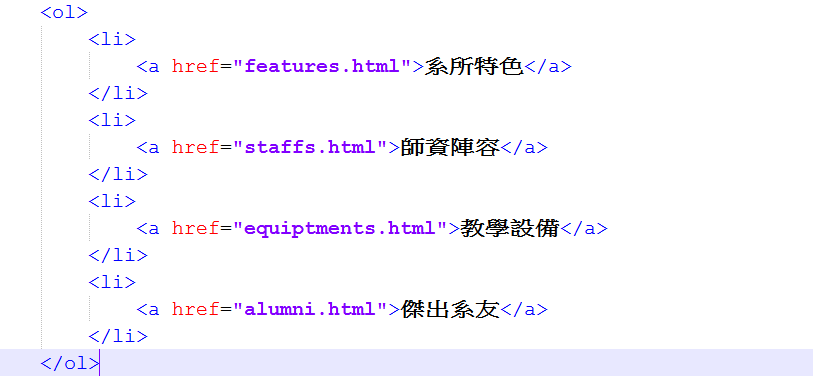 <ol>
<li>
<a href="features.html">系所特色</a>
</li>
<li>
<a href="staffs.html">師資陣容</a>
</li>
<li>
<a href="equiptments.html">教學設備</a>
</li>
<li>
<a href="alumni.html">傑出系友</a>
</li>
</ol>